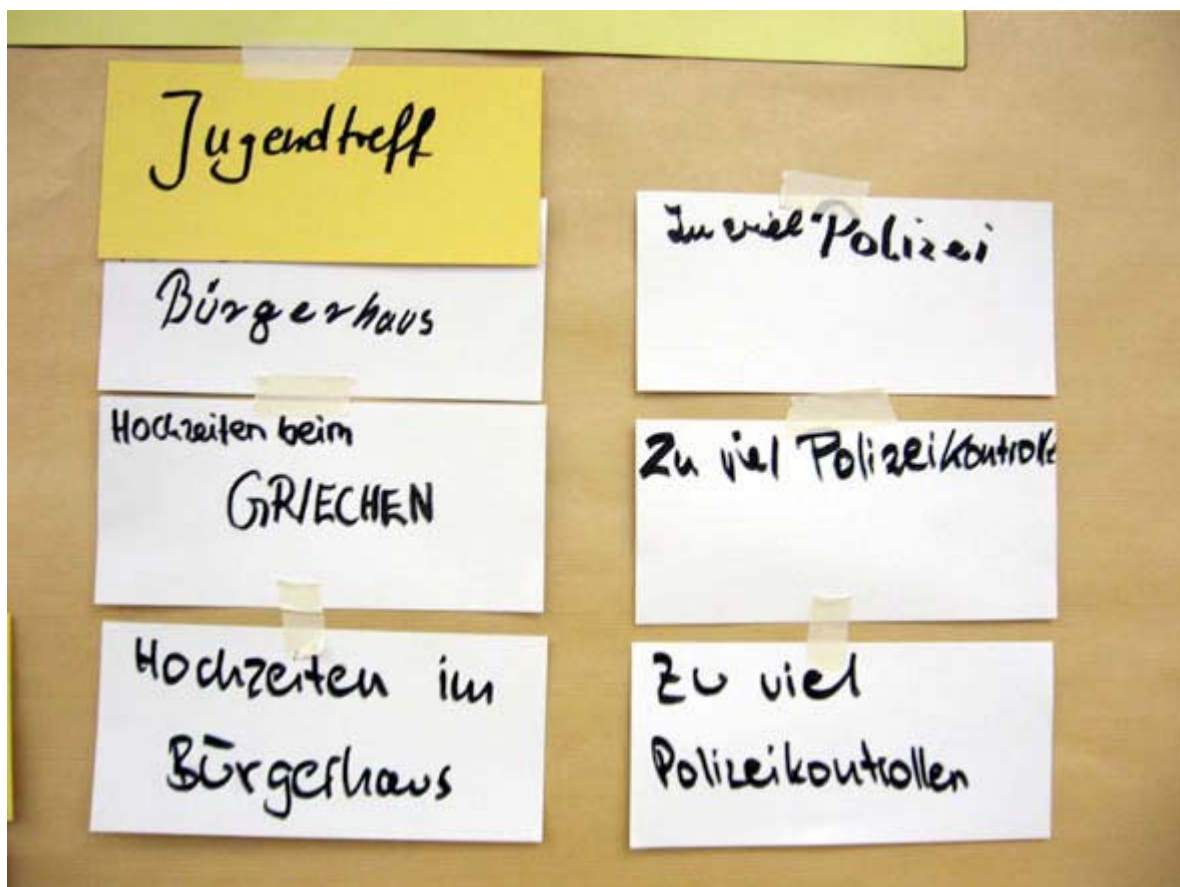 Jugendtreff
Bürgerhaus
Hochzeiten beim
GRIECHEN
Hochzeiten im
Bürgerhaus
Zu viel Polizei
Zu viel Polizeikontrolle
Zu viel
Polizeikontrollen